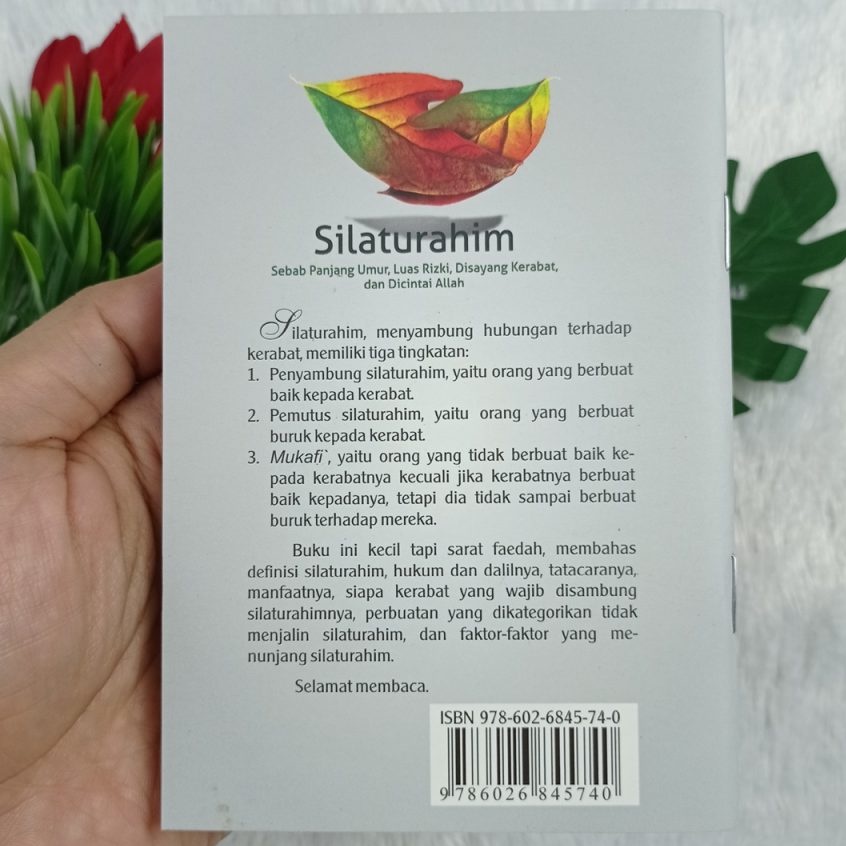 Silaturahim
Sebab Panjang Umur, Luas Rizki, Disayang Kerabat,
dan Dicintai Allah
Silaturahim, menyambung hubungan terhadap
kerabat, memiliki tiga tingkatan:
1. Penyambung silaturahim, yaitu orang yang berbuat
baik kepada kerabat.
2. Pemutus silaturahim, yaitu orang yang berbuat
buruk kepada kerabat.
3. Mukafi`, yaitu orang yang tidak berbuat baik ke-
pada kerabatnya kecuali jika kerabatnya berbuat
baik kepadanya, tetapi dia tidak sampai berbuat
buruk terhadap mereka.
Buku ini kecil tapi sarat faedah, membahas
definisi silaturahim, hukum dan dalilnya, tatacaranya,
manfaatnya, siapa kerabat yang wajib disambung
silaturahimnya, perbuatan yang dikategorikan tidak
menjalin silaturahim, dan faktor-faktor yang me-
nunjang silaturahim.
Selamat membaca.
ISBN 978-602-6845-74-0
9 786026 845740